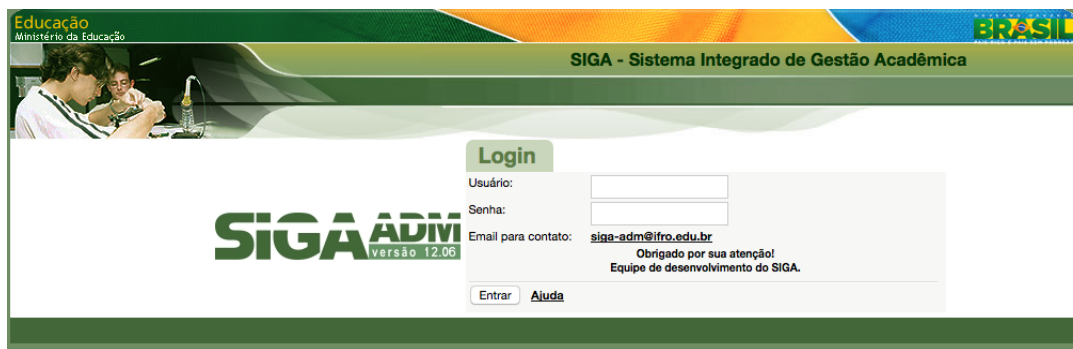 Educação
Ministério da Educação
BRASIL
SIGA - Sistema Integrado de Gestão Acadêmica
Login
Usuário:
Senha:
SIGA ADM
versão 12.06
Email para contato: siga-adm@ifro.edu.br
Obrigado por sua atenção!
Equipe de desenvolvimento do SIGA.
Entrar Ajuda